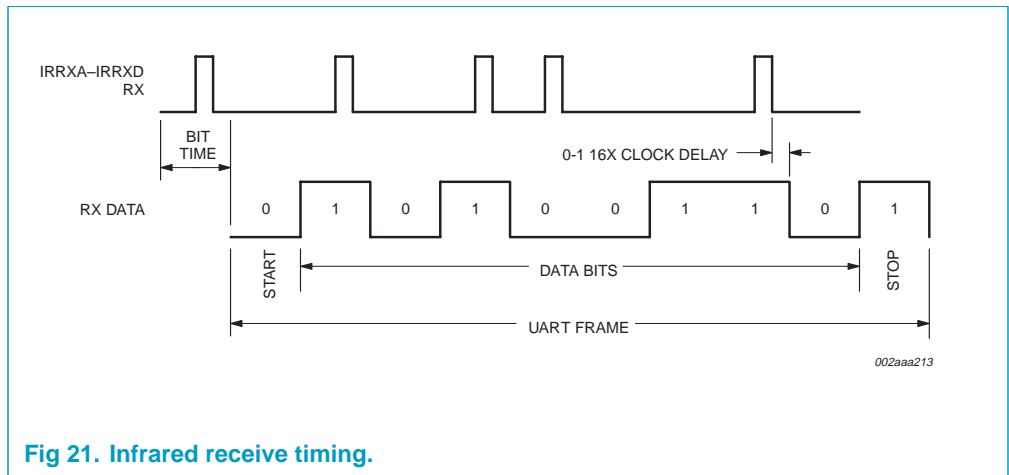 IRRXA–IRRXD
RX
BIT
TIME
0-1 16X CLOCK DELAY
RX DATA
0 1 0 1 0 0 1 1 0 1
START
DATA BITS
STOP
UART FRAME
002aaa213
Fig 21. Infrared receive timing.